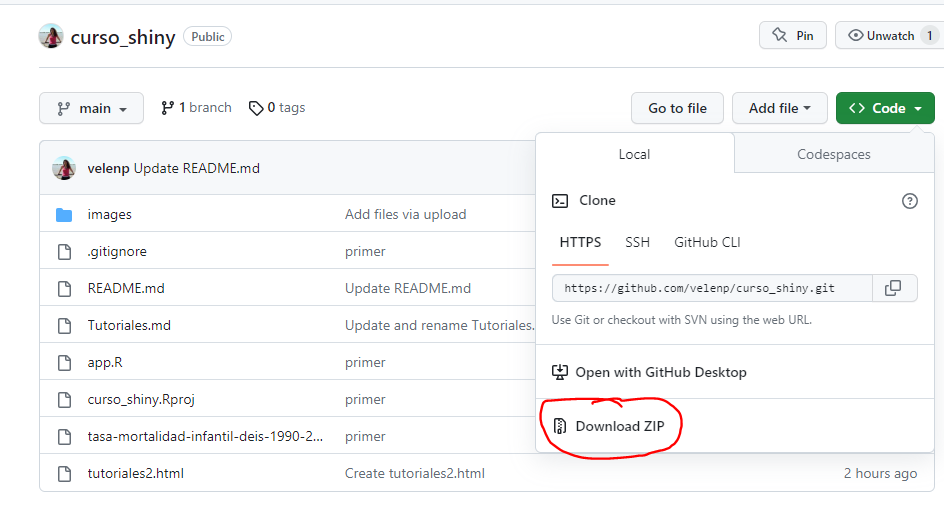 curso_shiny Public Pin Unwatch 1
main 1 branch 0 tags Go to file Add file Code
Local Codespaces
velenp Update README.md
Clone
images Add files via upload
HTTPS SSH GitHub CLI
.gitignore primer
README.md Update README.md
https://github.com/velenp/curso_shiny.git
Tutoriales.md Update and rename Tutoriales.
Use Git or checkout with SVN using the web URL.
app.R primer
Open with GitHub Desktop
curso_shiny.Rproj primer
Download ZIP
tasa-mortalidad-infantil-deis-1990-2... primer
tutoriales2.html Create tutoriales2.html 2 hours ago